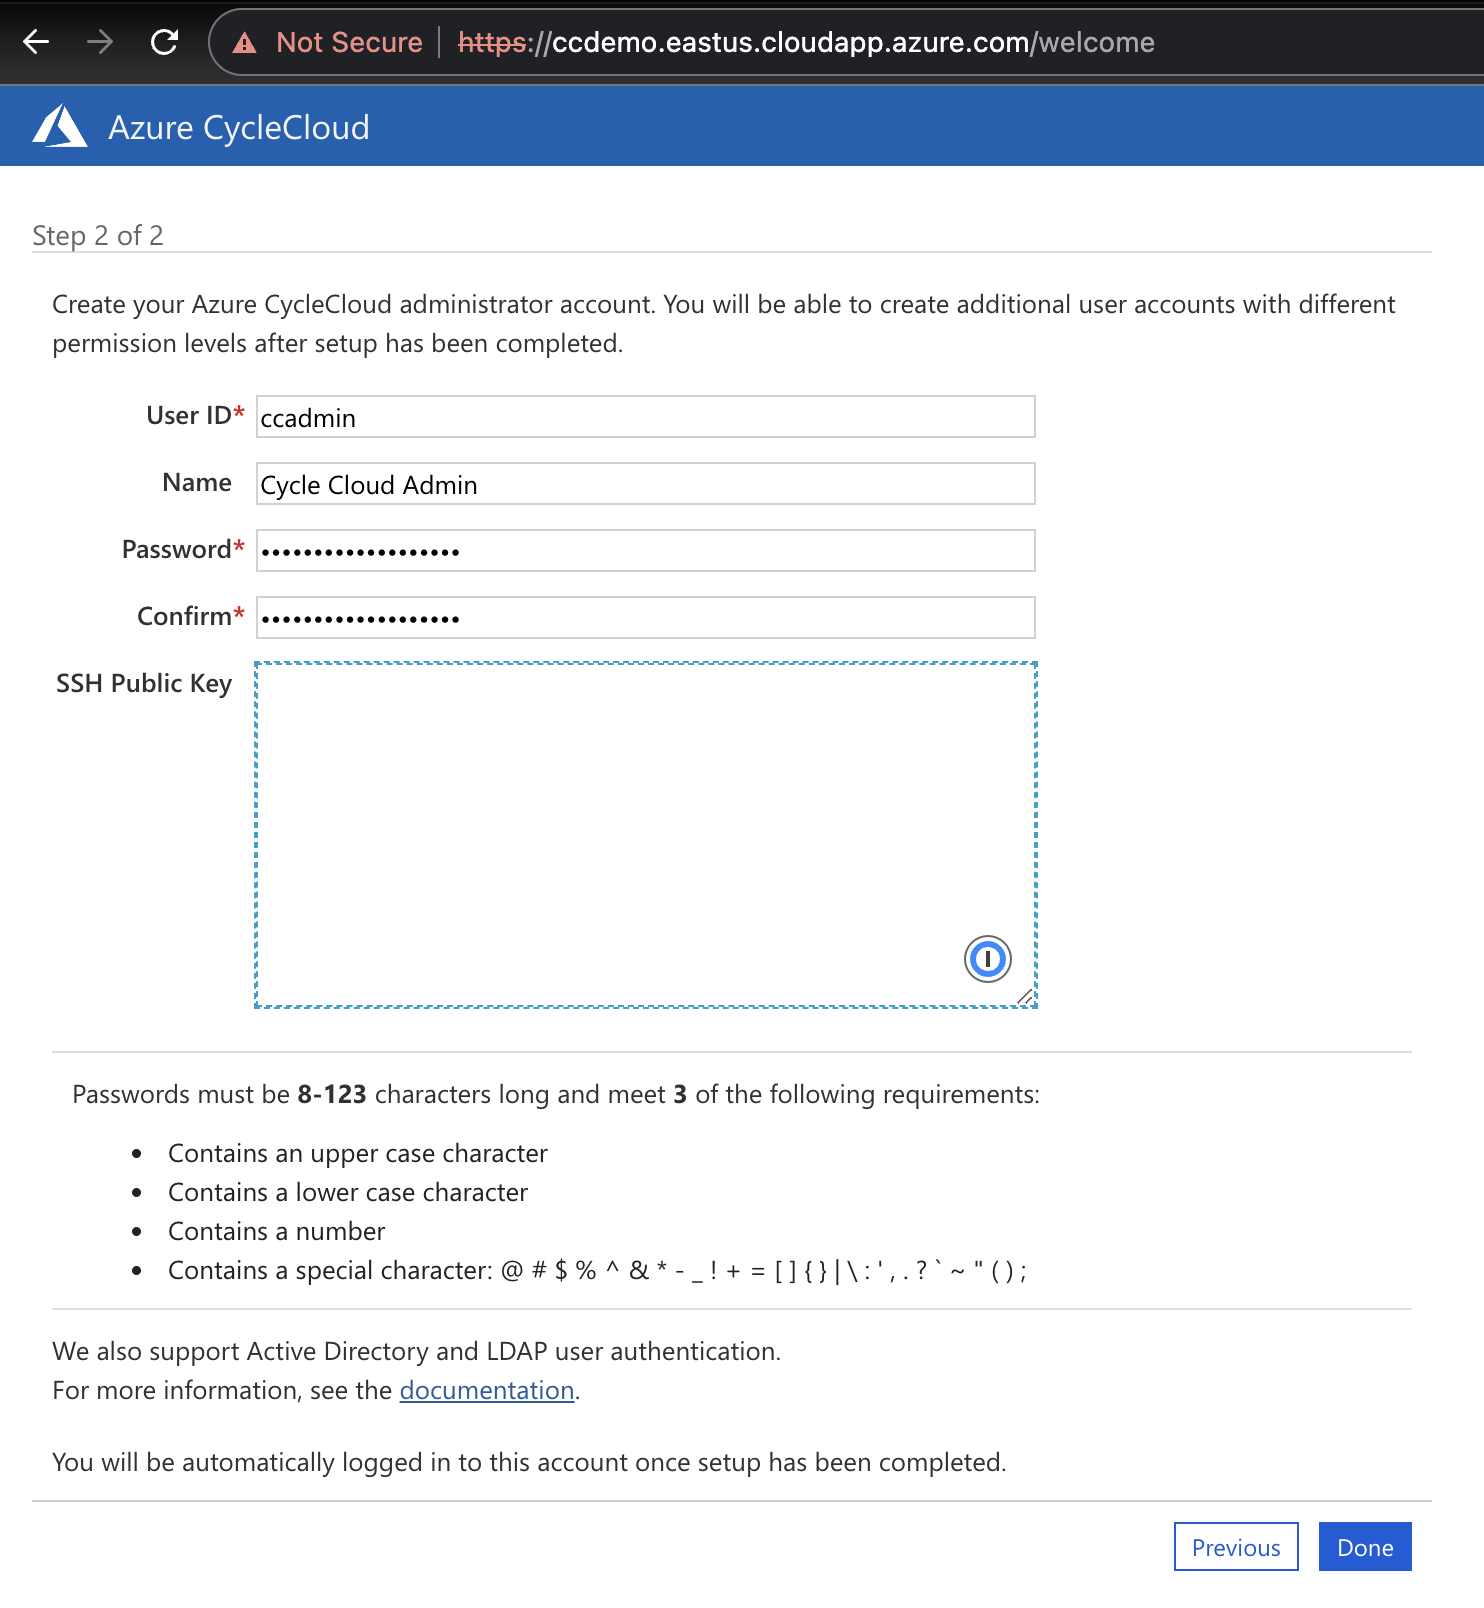 Not Secure https://ccdemo.eastus.cloudapp.azure.com/welcome
Azure CycleCloud
Step 2 of 2
Create your Azure CycleCloud administrator account. You will be able to create additional user accounts with different
permission levels after setup has been completed.
User ID* ccadmin
Name Cycle Cloud Admin
Password* •••••••••••••••••••
Confirm* •••••••••••••••••••
SSH Public Key
Passwords must be 8-123 characters long and meet 3 of the following requirements:
• Contains an upper case character
• Contains a lower case character
• Contains a number
• Contains a special character: @ # $ % ^ & * - _ ! + = [ ] { } | \ : ' , . ? ` ~ " ( ) ;
We also support Active Directory and LDAP user authentication.
For more information, see the documentation.
You will be automatically logged in to this account once setup has been completed.
Previous Done